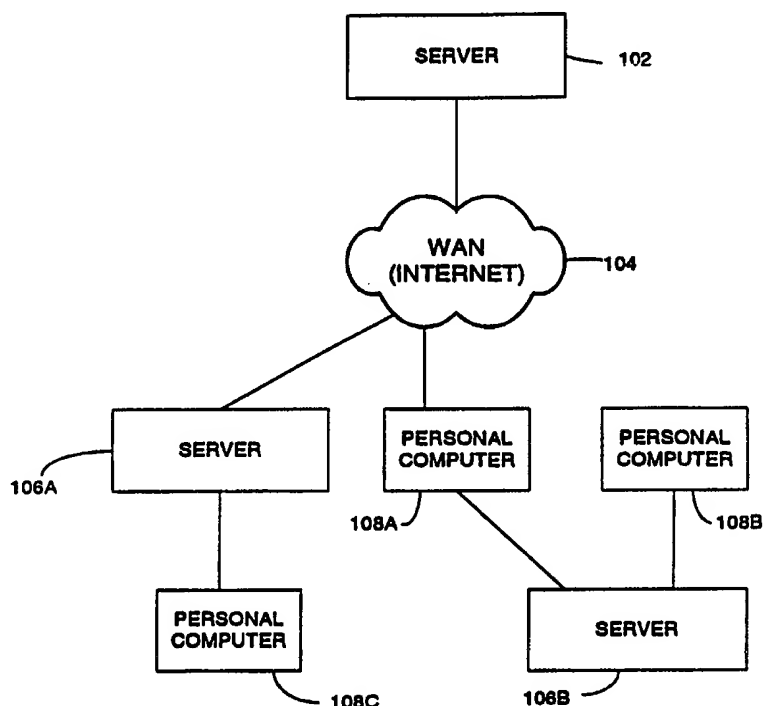 SERVER
102
WAN
(INTERNET)
104
SERVER
106A
PERSONAL
COMPUTER
108A
PERSONAL
COMPUTER
108B
PERSONAL
COMPUTER
108C
SERVER
106B